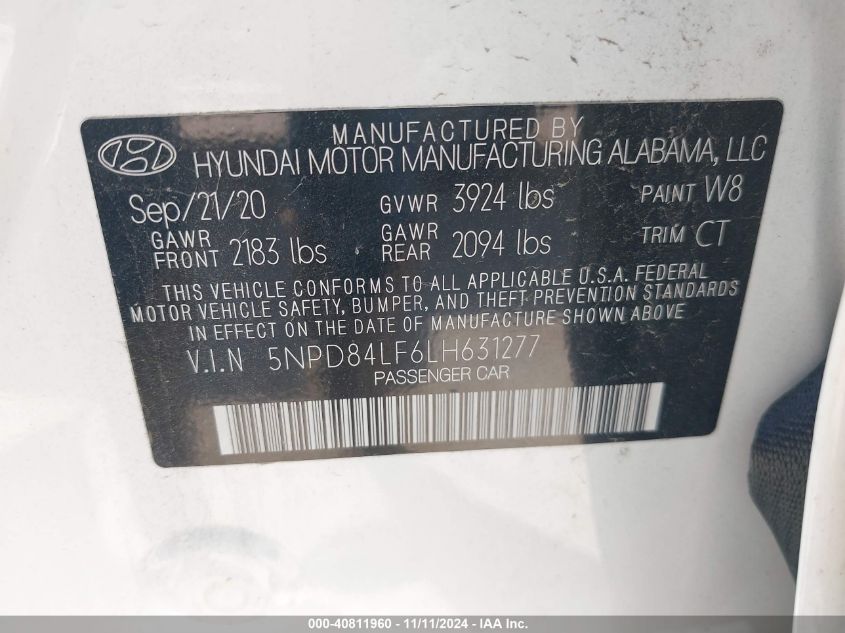 MANUFACTURED BY
HYUNDAI MOTOR MANUFACTURING ALABAMA, LLC
Sep/21/20 GVWR 3924 lbs PAINT W8
GAWR FRONT 2183 lbs GAWR REAR 2094 lbs TRIM CT
THIS VEHICLE CONFORMS TO ALL APPLICABLE U.S.A. FEDERAL
MOTOR VEHICLE SAFETY, BUMPER, AND THEFT PREVENTION STANDARDS
IN EFFECT ON THE DATE OF MANUFACTURE SHOWN ABOVE
V.I.N 5NPD84LF6LH631277
PASSENGER CAR
000-40811960 - 11/11/2024 - IAA Inc.